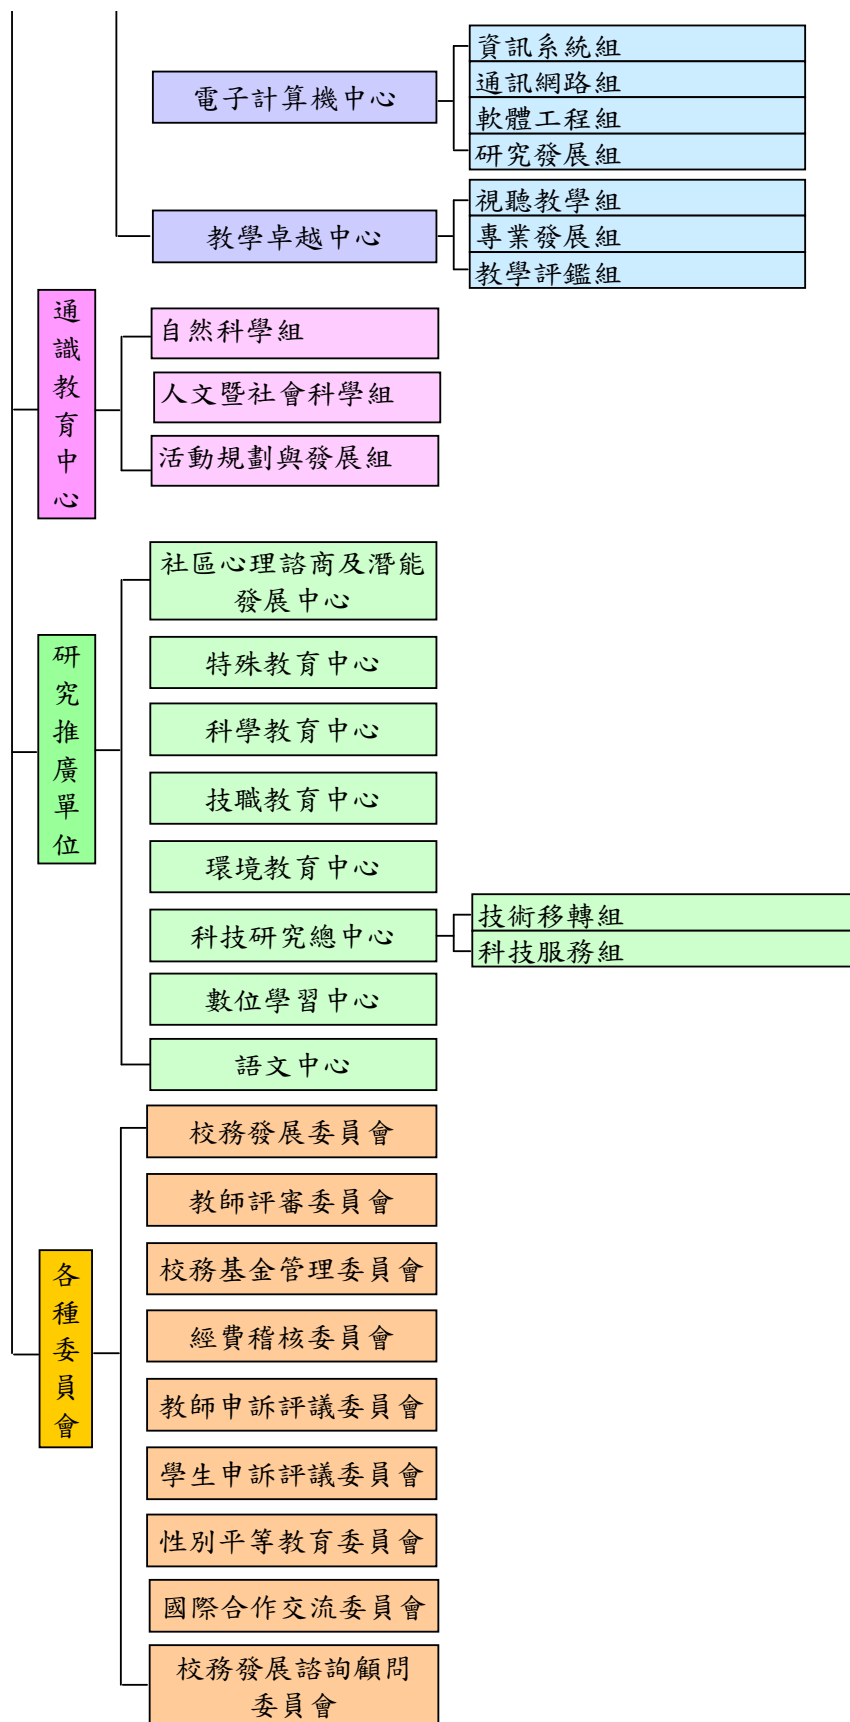 電子計算機中心
資訊系統組
通訊網路組
軟體工程組
研究發展組
教學卓越中心
視聽教學組
專業發展組
教學評鑑組
通識教育中心
自然科學組
人文暨社會科學組
活動規劃與發展組
研究推廣單位
社區心理諮商及潛能
發展中心
特殊教育中心
科學教育中心
技職教育中心
環境教育中心
科技研究總中心
技術移轉組
科技服務組
數位學習中心
語文中心
各種委員會
校務發展委員會
教師評審委員會
校務基金管理委員會
經費稽核委員會
教師申訴評議委員會
學生申訴評議委員會
性別平等教育委員會
國際合作交流委員會
校務發展諮詢顧問
委員會